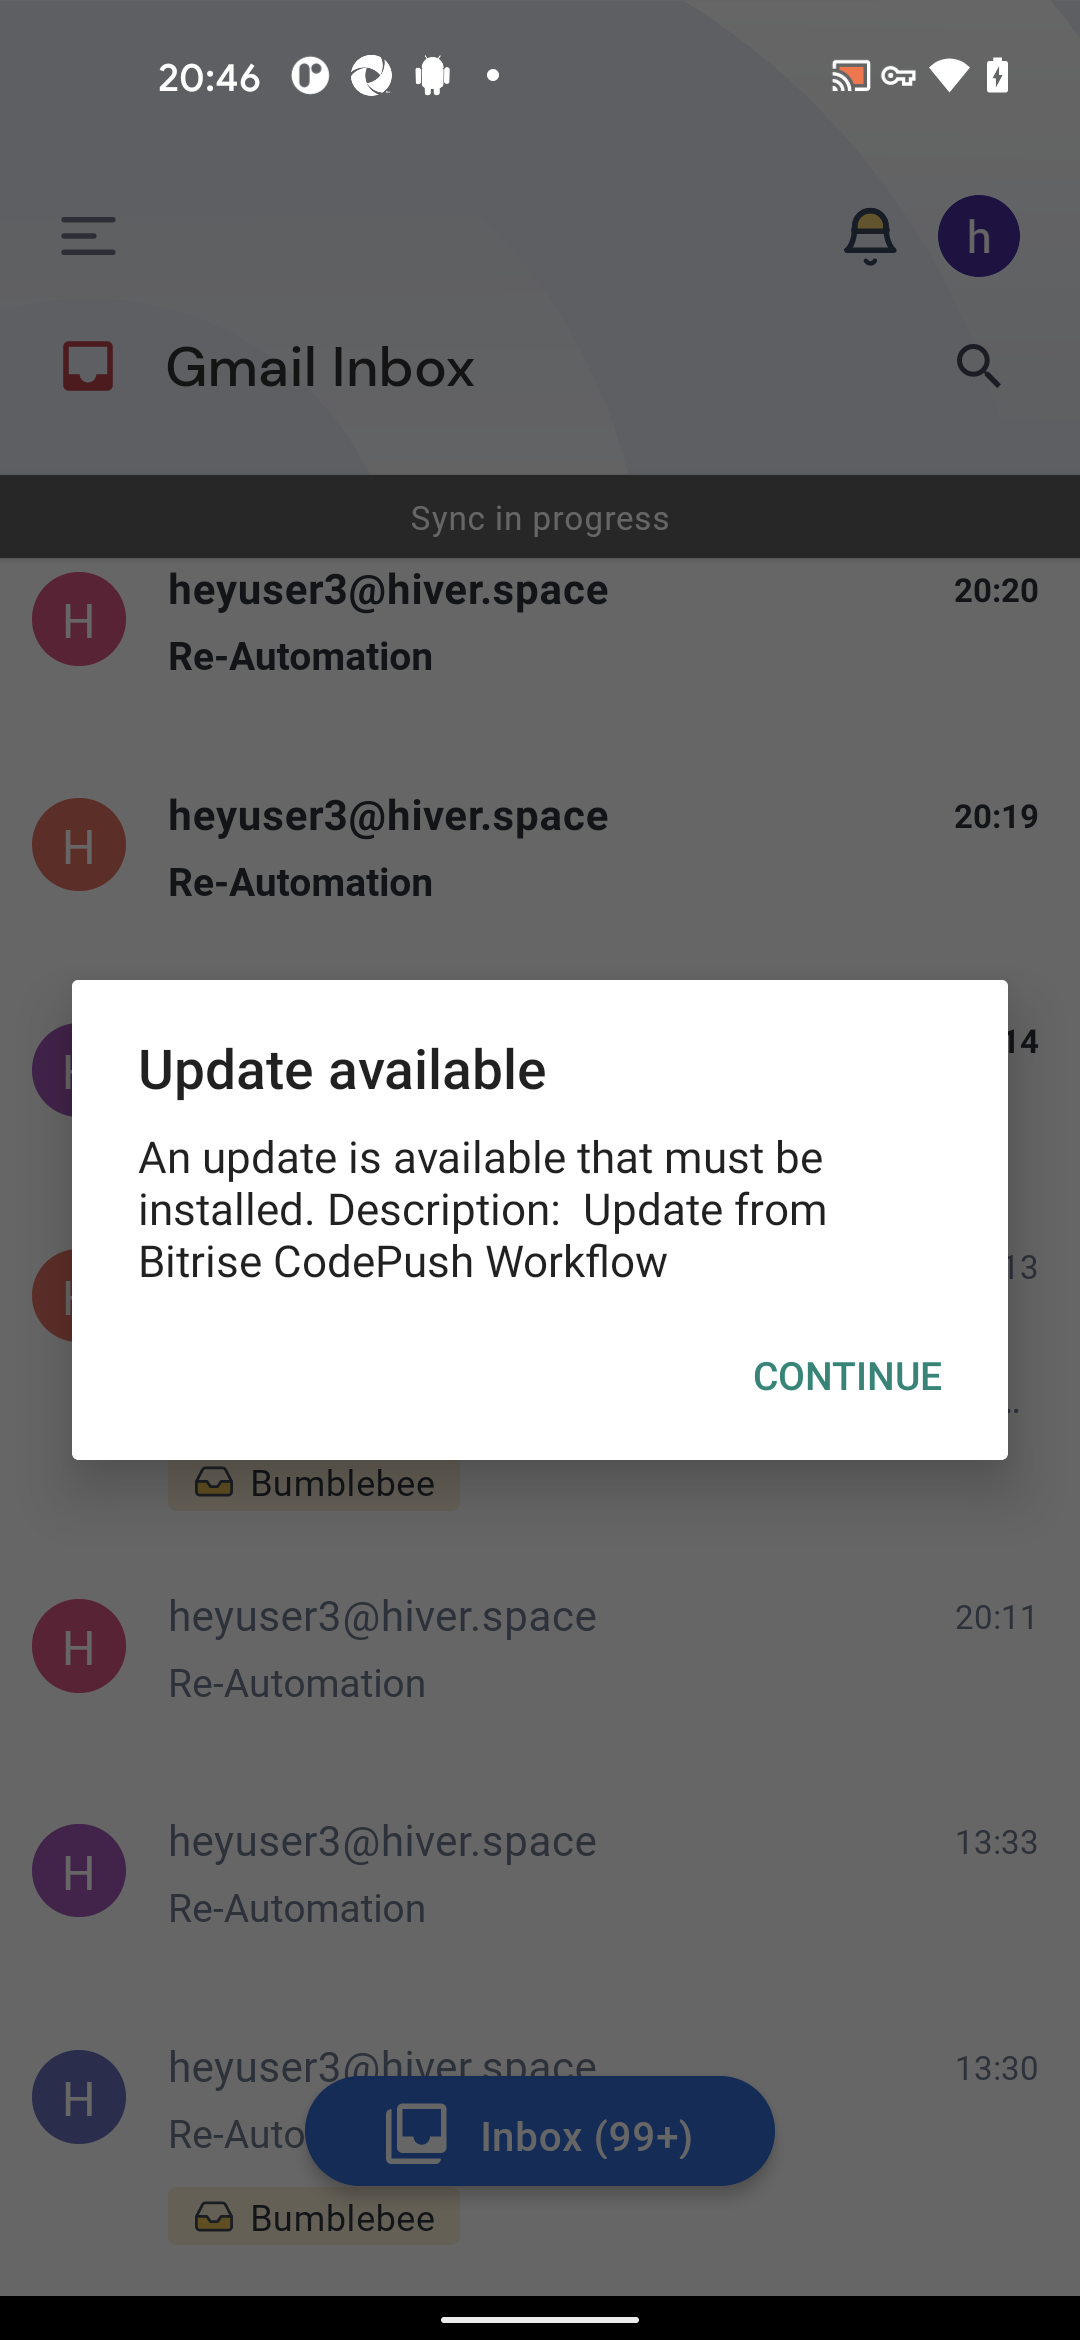 20:46
h
Gmail Inbox
Sync in progress
H
heyuser3@hiver.space
20:20
Re-Automation
H
heyuser3@hiver.space
20:19
Re-Automation
14
Update available
An update is available that must be
installed. Description:  Update from
Bitrise CodePush Workflow
13
CONTINUE
Bumblebee
H
heyuser3@hiver.space
20:11
Re-Automation
H
heyuser3@hiver.space
13:33
Re-Automation
H
heyuser3@hiver.space
13:30
Re-Auto
Inbox (99+)
Bumblebee